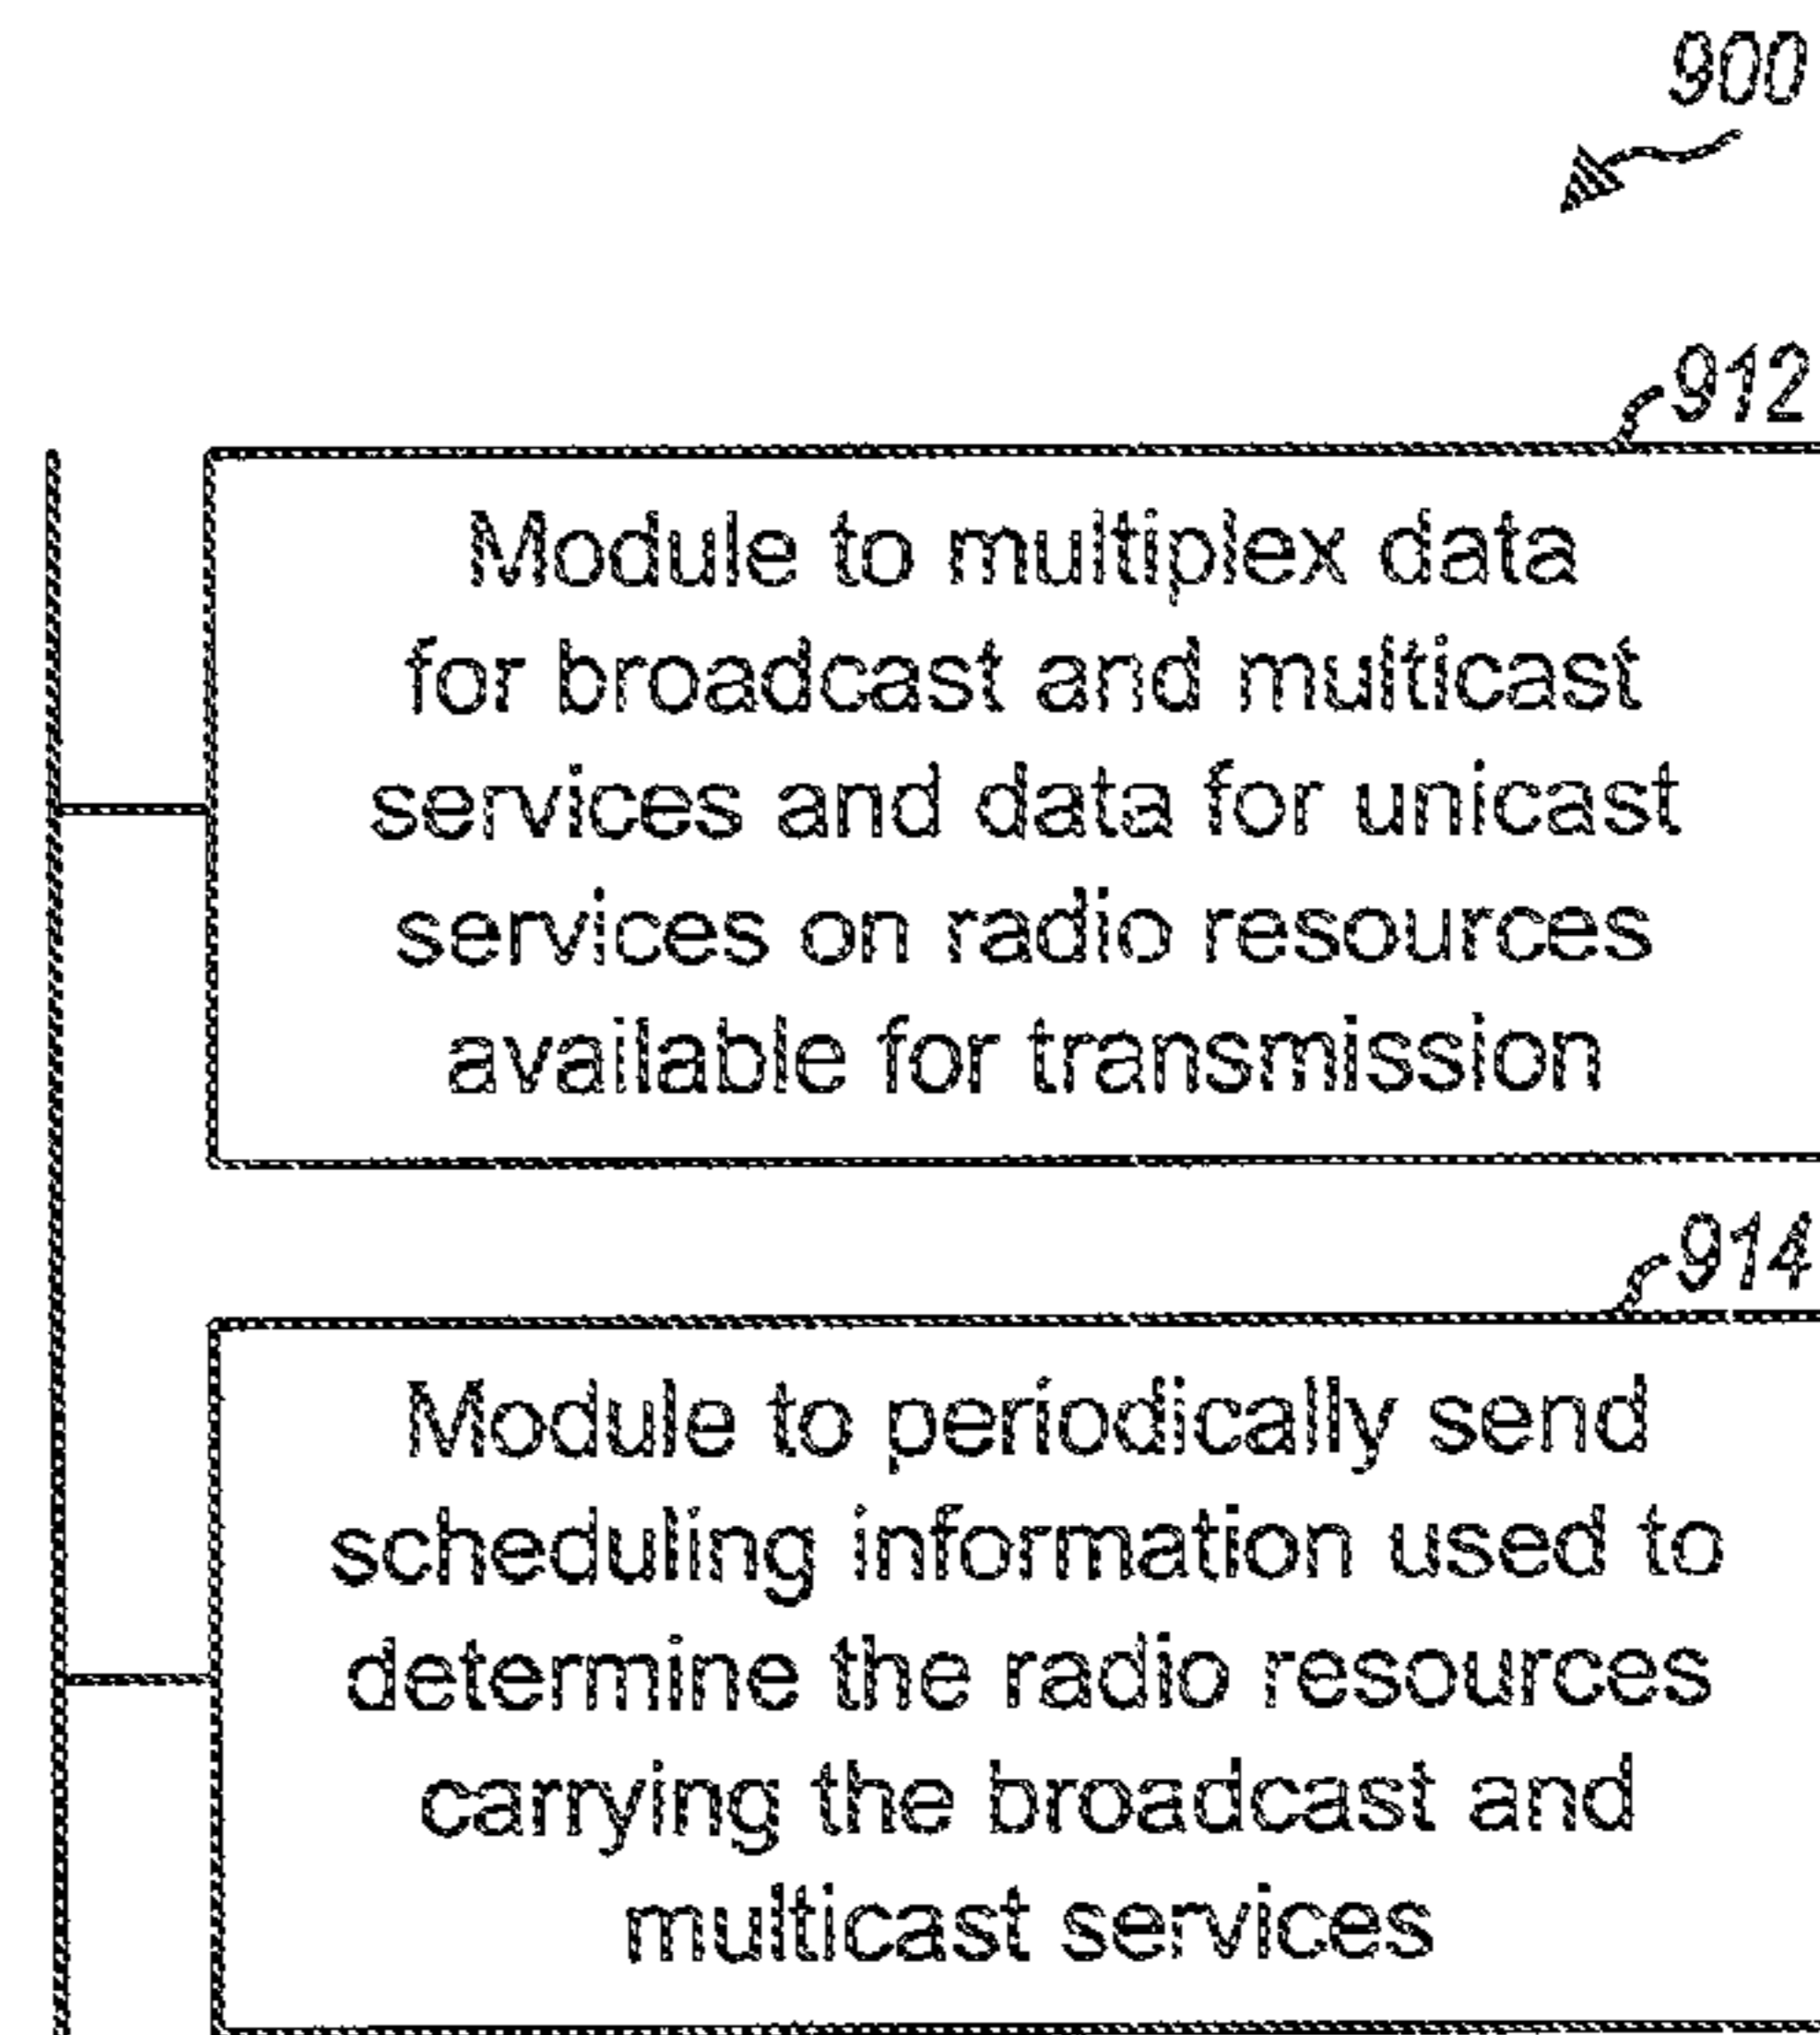 900
912
Module to multiplex data
for broadcast and multicast
services and data for unicast
services on radio resources
available for transmission
914
Module to periodically send
scheduling information used to
determine the radio resources
carrying the broadcast and
multicast services